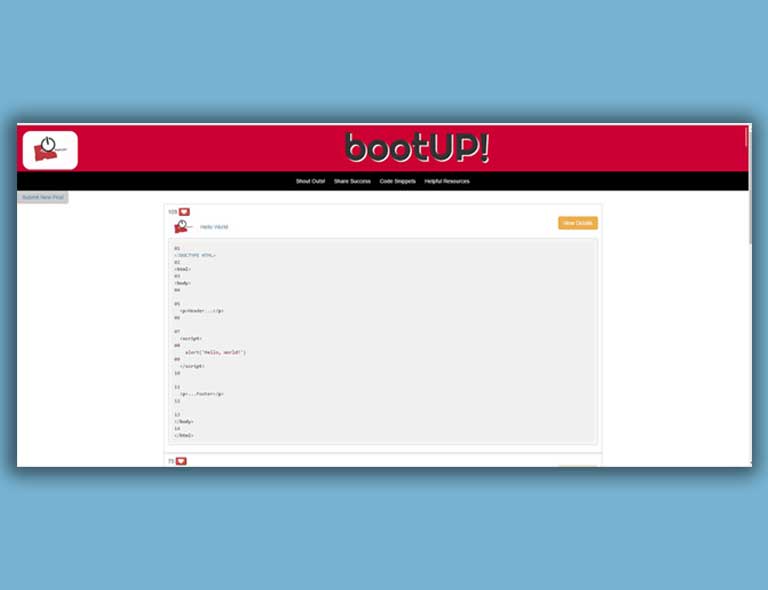 bootUP!
Shout Outs! Share Success Code Snippets Helpful Resources
Submit New Post
103
Hello World
View Details
01
<!DOCTYPE HTML>
02
<html>
03
<body>
04
05
<p>Header...</p>
06
07
<script>
08
alert('Hello, World!')
09
</script>
10
11
<p>...Footer</p>
12
13
</body>
14
</html>
75